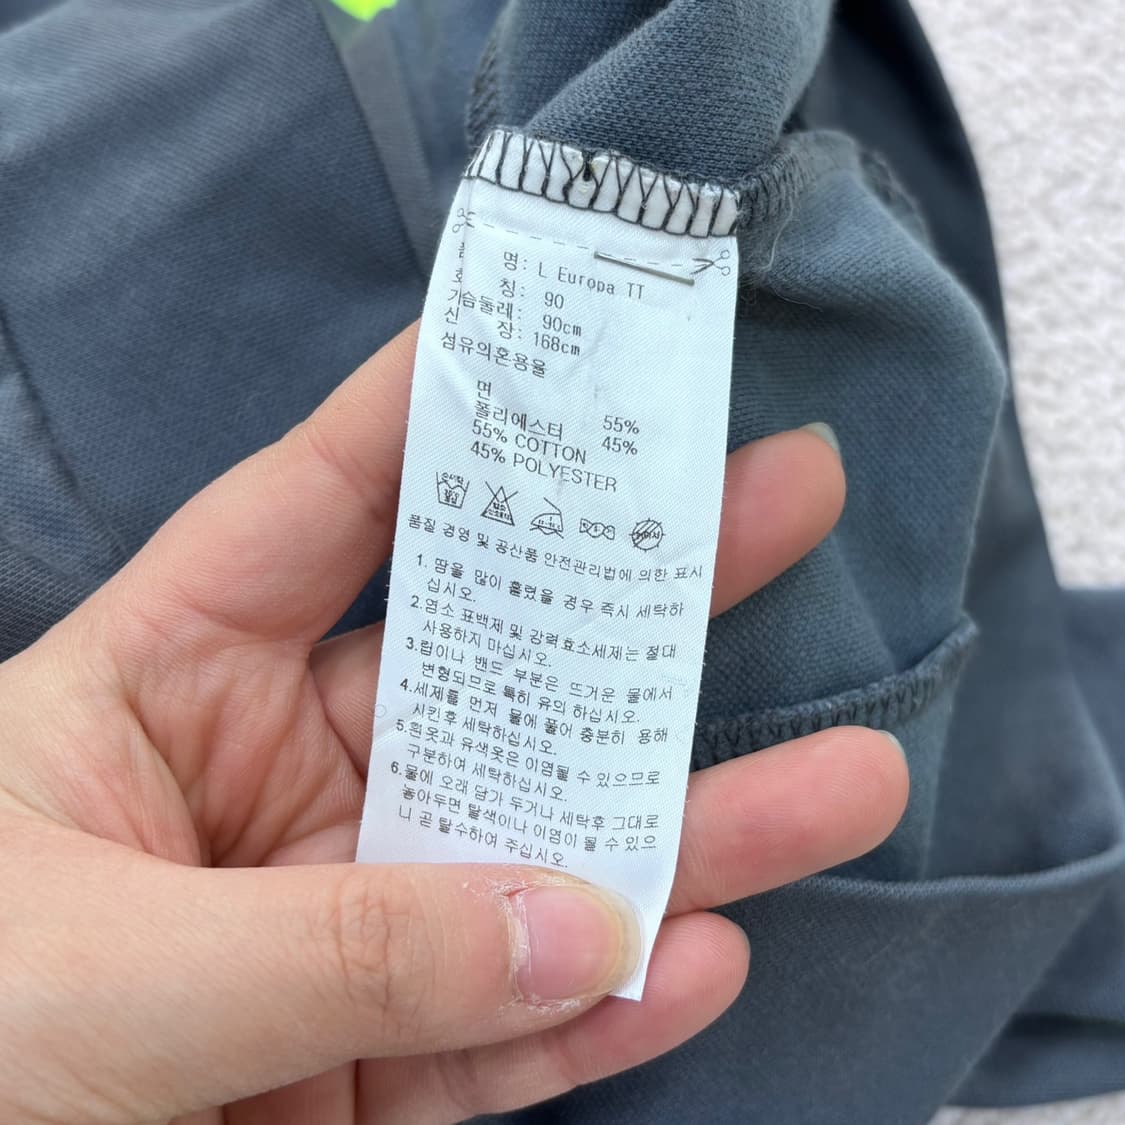 명: L Europa TT
칭: 90
가슴둘레: 90cm
신 장: 168cm
섬유의혼용율
면 55%
폴리에스터 45%
55% COTTON
45% POLYESTER
품질 경영 및 공산품 안전관리법에 의한 표시
1. 땀을 많이 흘렸을 경우 즉시 세탁하
십시오.
2.염소 표백제 및 강력효소세제는 절대
사용하지 마십시오.
3.립이나 밴드 부분은 뜨거운 물에서
변형되므로 특히 유의 하십시오.
4.세제를 먼저 물에 풀어 충분히 용해
시킨후 세탁하십시오.
5.흰옷과 유색옷은 이염될 수 있으므로
구분하여 세탁하십시오.
6.물에 오래 담가 두거나 세탁후 그대로
놓아두면 탈색이나 이염이 될 수 있으
니 곧 탈수하여 주십시오.